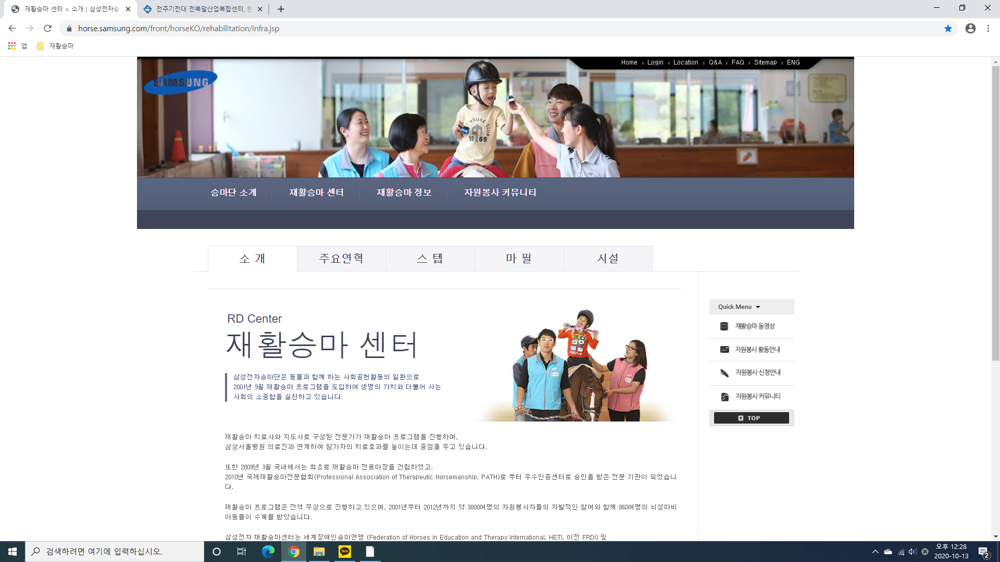 재활승마 센터 > 소개 | 삼성전자승
전주기전대 전북말산업복합센터, 한
horse.samsung.com/front/horseKO/rehabilitation/infra.jsp
앱
재활승마
Home
Login
Location
Q&A
FAQ
Sitemap
ENG
SAMSUNG
HOUSE CLUB
1969
승마단 소개
재활승마 센터
재활승마 정보
자원봉사 커뮤니티
소 개
주요연혁
스 텝
마 필
시설
RD Center
재활승마 센터
삼성전자승마단은 동물과 함께 하는 사회공헌활동의 일환으로
2001년 9월 재활승마 프로그램을 도입하여 생명의 가치와 더불어 사는
사회의 소중함을 실천하고 있습니다.
Quick Menu
재활승마 동영상
자원봉사 활동안내
자원봉사 신청안내
자원봉사 커뮤니티
TOP
재활승마 치료사와 지도사로 구성된 전문가가 재활승마 프로그램을 진행하며,
삼성서울병원 의료진과 연계하여 참가자의 치료효과를 높이는데 중점을 두고 있습니다.
또한 2009년 3월 국내에서는 최초로 재활승마 전용마장을 건립하였고,
2010년 국제재활승마전문협회(Professional Association of Therapeutic Horsemanship, PATH)로 부터 우수인증센터로 승인을 받은 전문 기관이 되었습니
다.
재활승마 프로그램은 전액 무상으로 진행하고 있으며, 2001년부터 2012년까지 약 3800여명의 자원봉사자들의 자발적인 참여와 함께 860여명의 뇌성마비
아동들이 수혜를 받았습니다.
삼성전자 재활승마센터는 세계장애인승마연맹 (Federation of Horses in Education and Therapy International, HETI, 이전 FRDI) 및
검색하려면 여기에 입력하십시오.
TALK
오후 12:28
2020-10-13
2